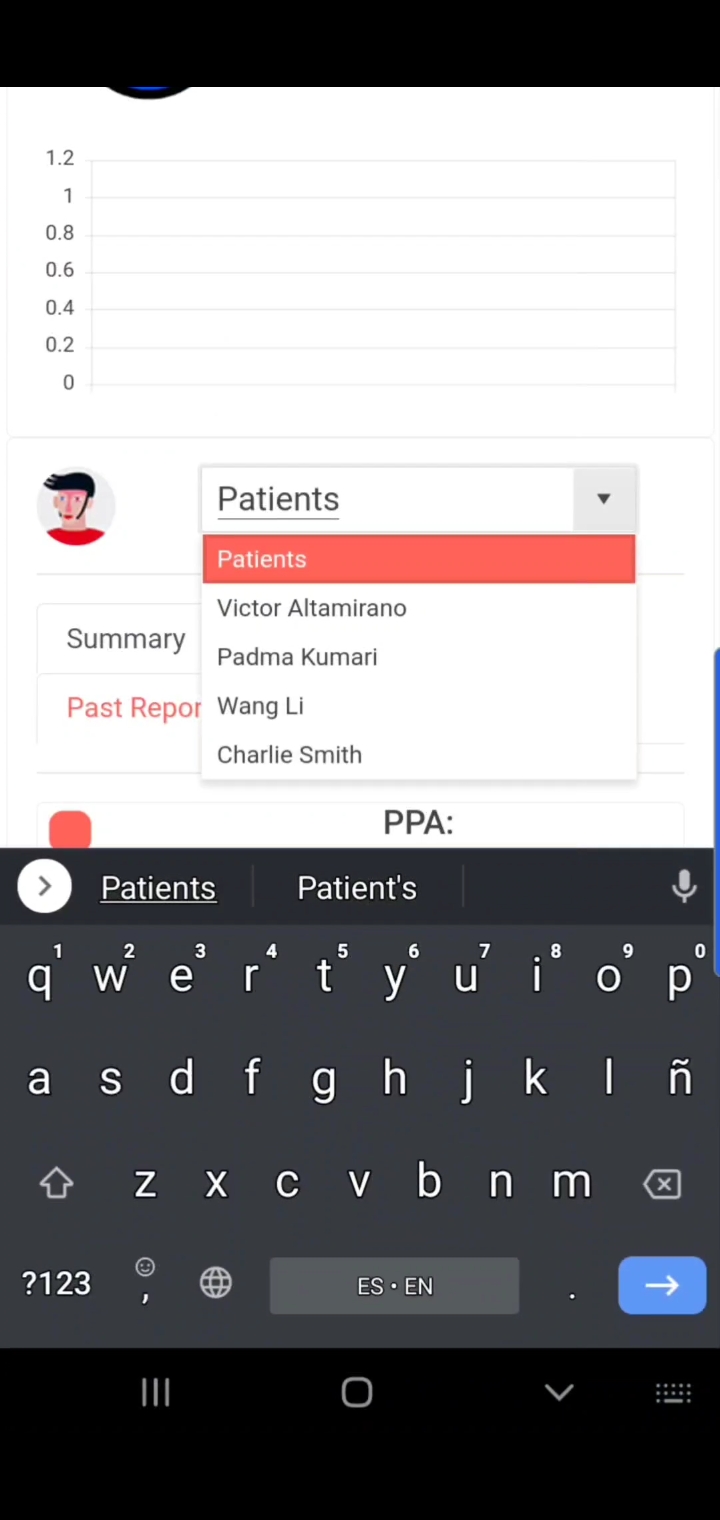 1.2
1
0.8
0.6
0.4
0.2
0
Patients
Patients
Victor Altamirano
Summary
Padma Kumari
Past Repor
Wang Li
Charlie Smith
PPA:
Patients Patient's
q1 w2 e3 r4 t5 y6 u7 i8 o9 p0
a s d f g h j k l ñ
z x c v b n m
?123 , ES • EN .